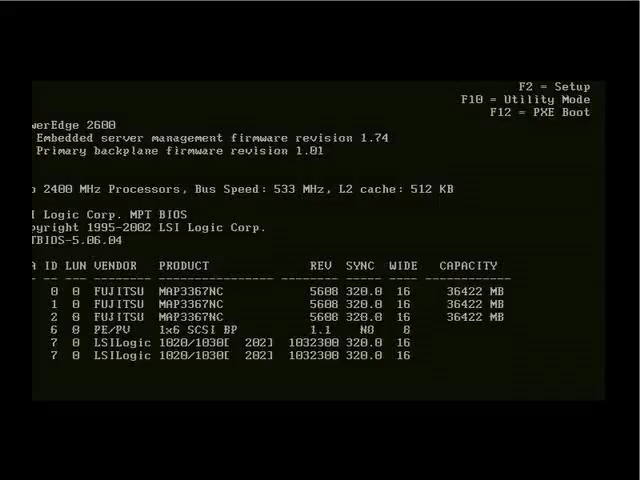 F2 = Setup
F10 = Utility Mode
F12 = PXE Boot
werEdge 2600
Embedded server management firmware revision 1.74
Primary backplane firmware revision 1.01
o 2400 MHz Processors, Bus Speed: 533 MHz, L2 cache: 512 KB
I Logic Corp. MPT BIOS
pyright 1995-2002 LSI Logic Corp.
TBIOS-5.06.04
A ID LUN VENDOR PRODUCT REV SYNC WIDE CAPACITY
0 0 FUJITSU MAP3367NC 5608 320.0 16 36422 MB
1 0 FUJITSU MAP3367NC 5608 320.0 16 36422 MB
2 0 FUJITSU MAP3367NC 5608 320.0 16 36422 MB
6 0 PE/PV 1x6 SCSI BP 1.1 8
7 0 LSILogic 1020/1030[ 202] 1032300 320.0 16
7 0 LSILogic 1020/1030[ 202] 1032300 320.0 16